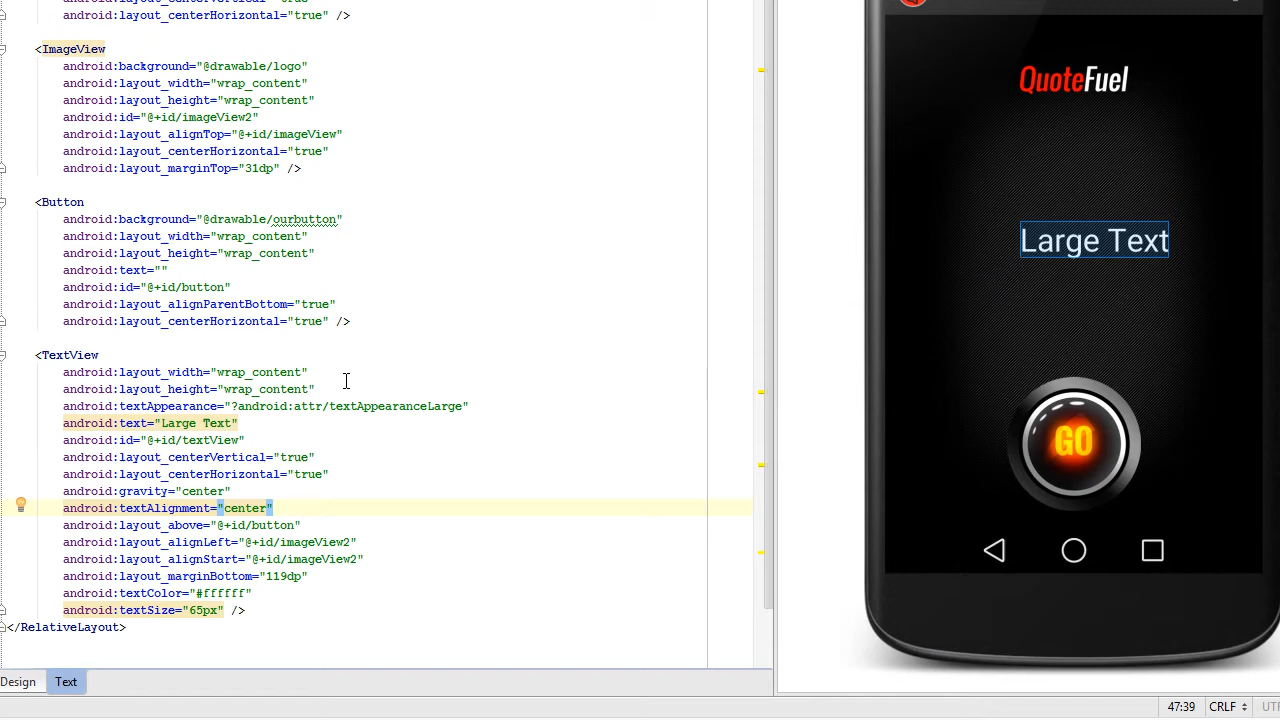 android:layout_centerHorizontal="true" />
<ImageView
android:background="@drawable/logo"
android:layout_width="wrap_content"
android:layout_height="wrap_content"
android:id="@+id/imageView2"
android:layout_alignTop="@+id/imageView"
android:layout_centerHorizontal="true"
android:layout_marginTop="31dp" />
<Button
android:background="@drawable/ourbutton"
android:layout_width="wrap_content"
android:layout_height="wrap_content"
android:text=""
android:id="@+id/button"
android:layout_alignParentBottom="true"
android:layout_centerHorizontal="true" />
<TextView
android:layout_width="wrap_content"
android:layout_height="wrap_content"
android:textAppearance="?android:attr/textAppearanceLarge"
android:text="Large Text"
android:id="@+id/textView"
android:layout_centerVertical="true"
android:layout_centerHorizontal="true"
android:gravity="center"
android:textAlignment="center"
android:layout_above="@+id/button"
android:layout_alignLeft="@+id/imageView2"
android:layout_alignStart="@+id/imageView2"
android:layout_marginBottom="119dp"
android:textColor="#ffffff"
android:textSize="65px" />
</RelativeLayout>
Design Text
QuoteFuel
Large Text
GO
47:39 CRLF